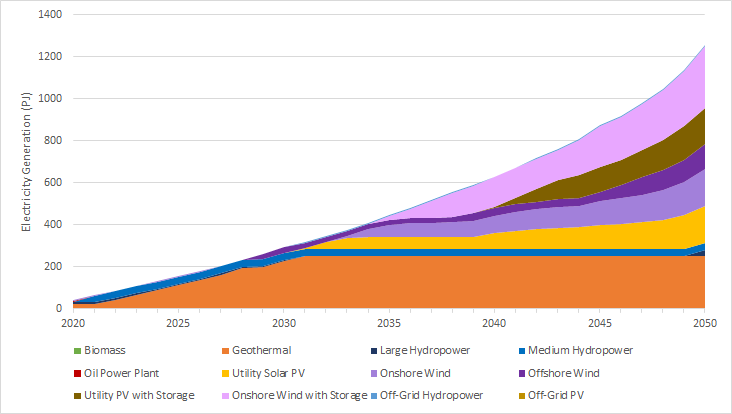 1400
1200
1000
800
600
400
200
0
Electricity Generation (PJ)
2020 2025 2030 2035 2040 2045 2050
Biomass Geothermal Large Hydropower Medium Hydropower
Oil Power Plant Utility Solar PV Onshore Wind Offshore Wind
Utility PV with Storage Onshore Wind with Storage Off-Grid Hydropower Off-Grid PV